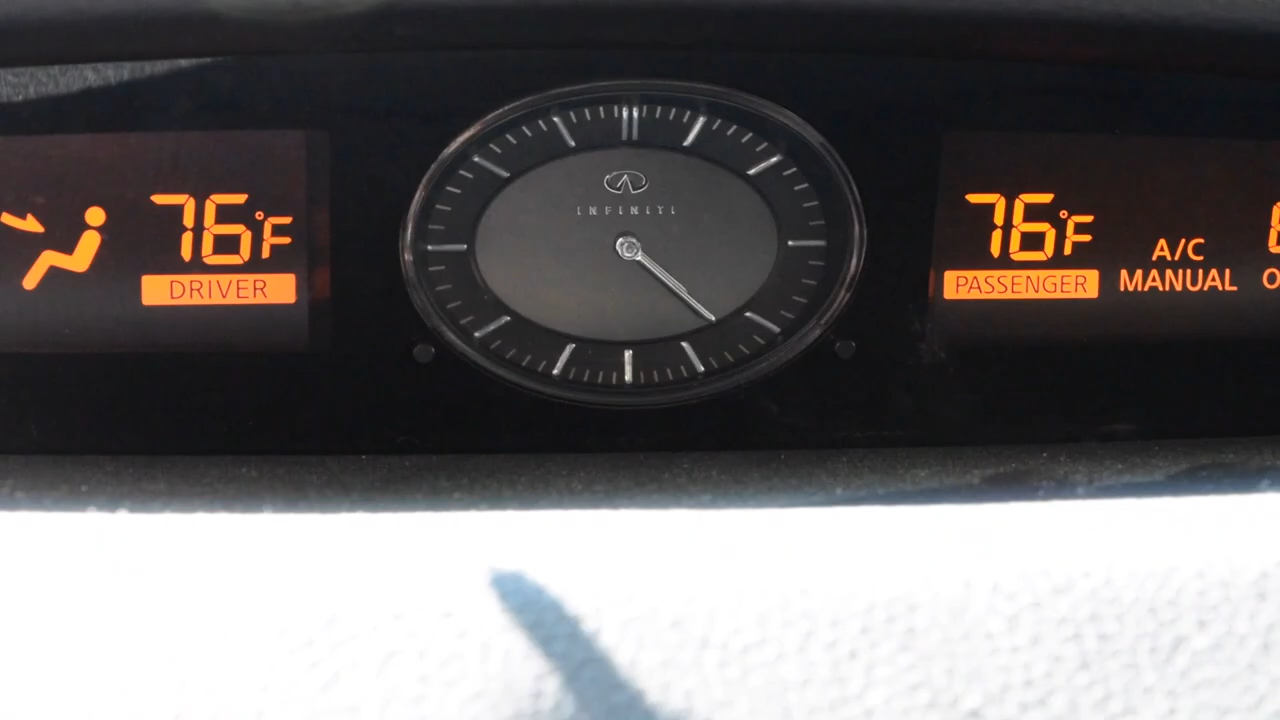 76°F
DRIVER
INFINITI
76°F
PASSENGER
A/C
MANUAL